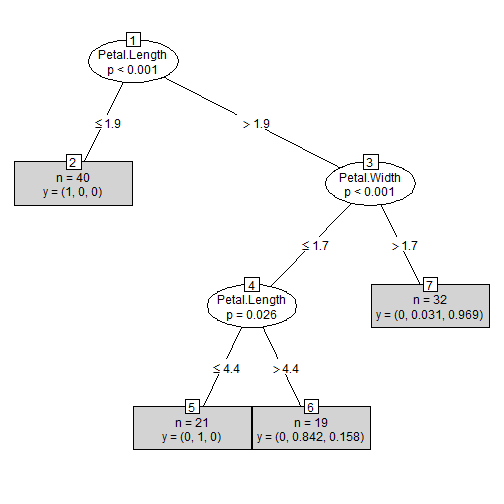 1
Petal.Length
p < 0.001
≤ 1.9
> 1.9
2
n = 40
y = (1, 0, 0)
3
Petal.Width
p < 0.001
≤ 1.7
> 1.7
4
Petal.Length
p = 0.026
7
n = 32
y = (0, 0.031, 0.969)
≤ 4.4
> 4.4
5
n = 21
y = (0, 1, 0)
6
n = 19
y = (0, 0.842, 0.158)